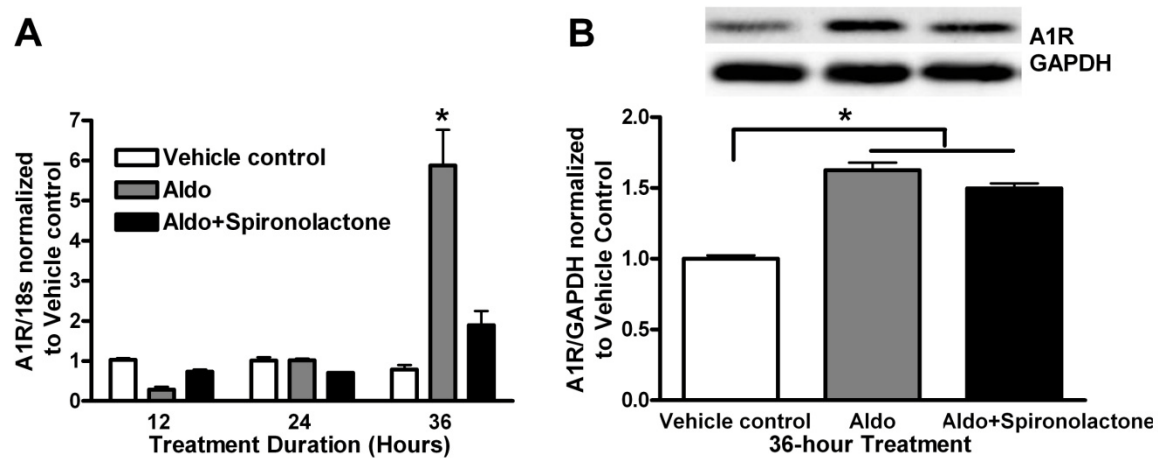 A
A1R/18s normalized
to Vehicle control
7
6
5
4
3
2
1
0
*
Vehicle control
Aldo
Aldo+Spironolactone
12 24 36
Treatment Duration (Hours)
B
A1R
GAPDH
A1R/GAPDH normalized
to Vehicle Control
2.0
1.5
1.0
0.5
0.0
*
Vehicle control Aldo Aldo+Spironolactone
36-hour Treatment